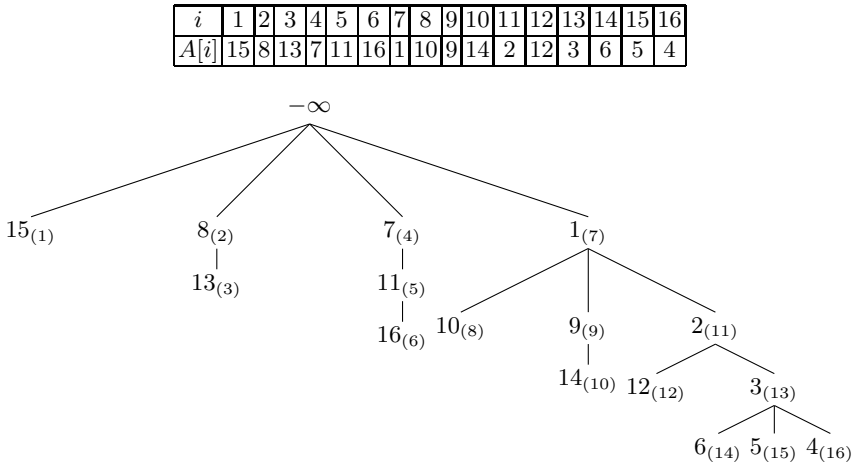 i 1 2 3 4 5 6 7 8 9 10 11 12 13 14 15 16
A[i] 15 8 13 7 11 16 1 10 9 14 2 12 3 6 5 4
−∞
15(1) 8(2) 7(4) 1(7)
13(3) 11(5)
16(6) 10(8) 9(9) 2(11)
14(10) 12(12) 3(13)
6(14) 5(15) 4(16)